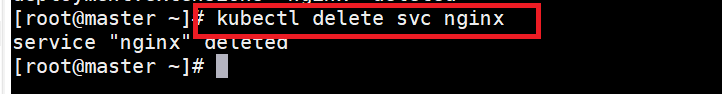 [root@master ~]# kubectl delete svc nginx
service "nginx" deleted
[root@master ~]#